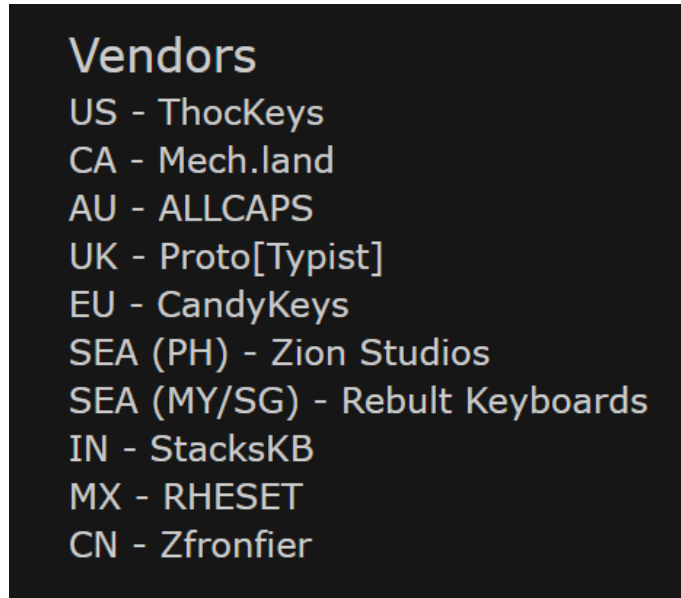 Vendors
US - ThocKeys
CA - Mech.land
AU - ALLCAPS
UK - Proto[Typist]
EU - CandyKeys
SEA (PH) - Zion Studios
SEA (MY/SG) - Rebult Keyboards
IN - StacksKB
MX - RHESET
CN - Zfronfier